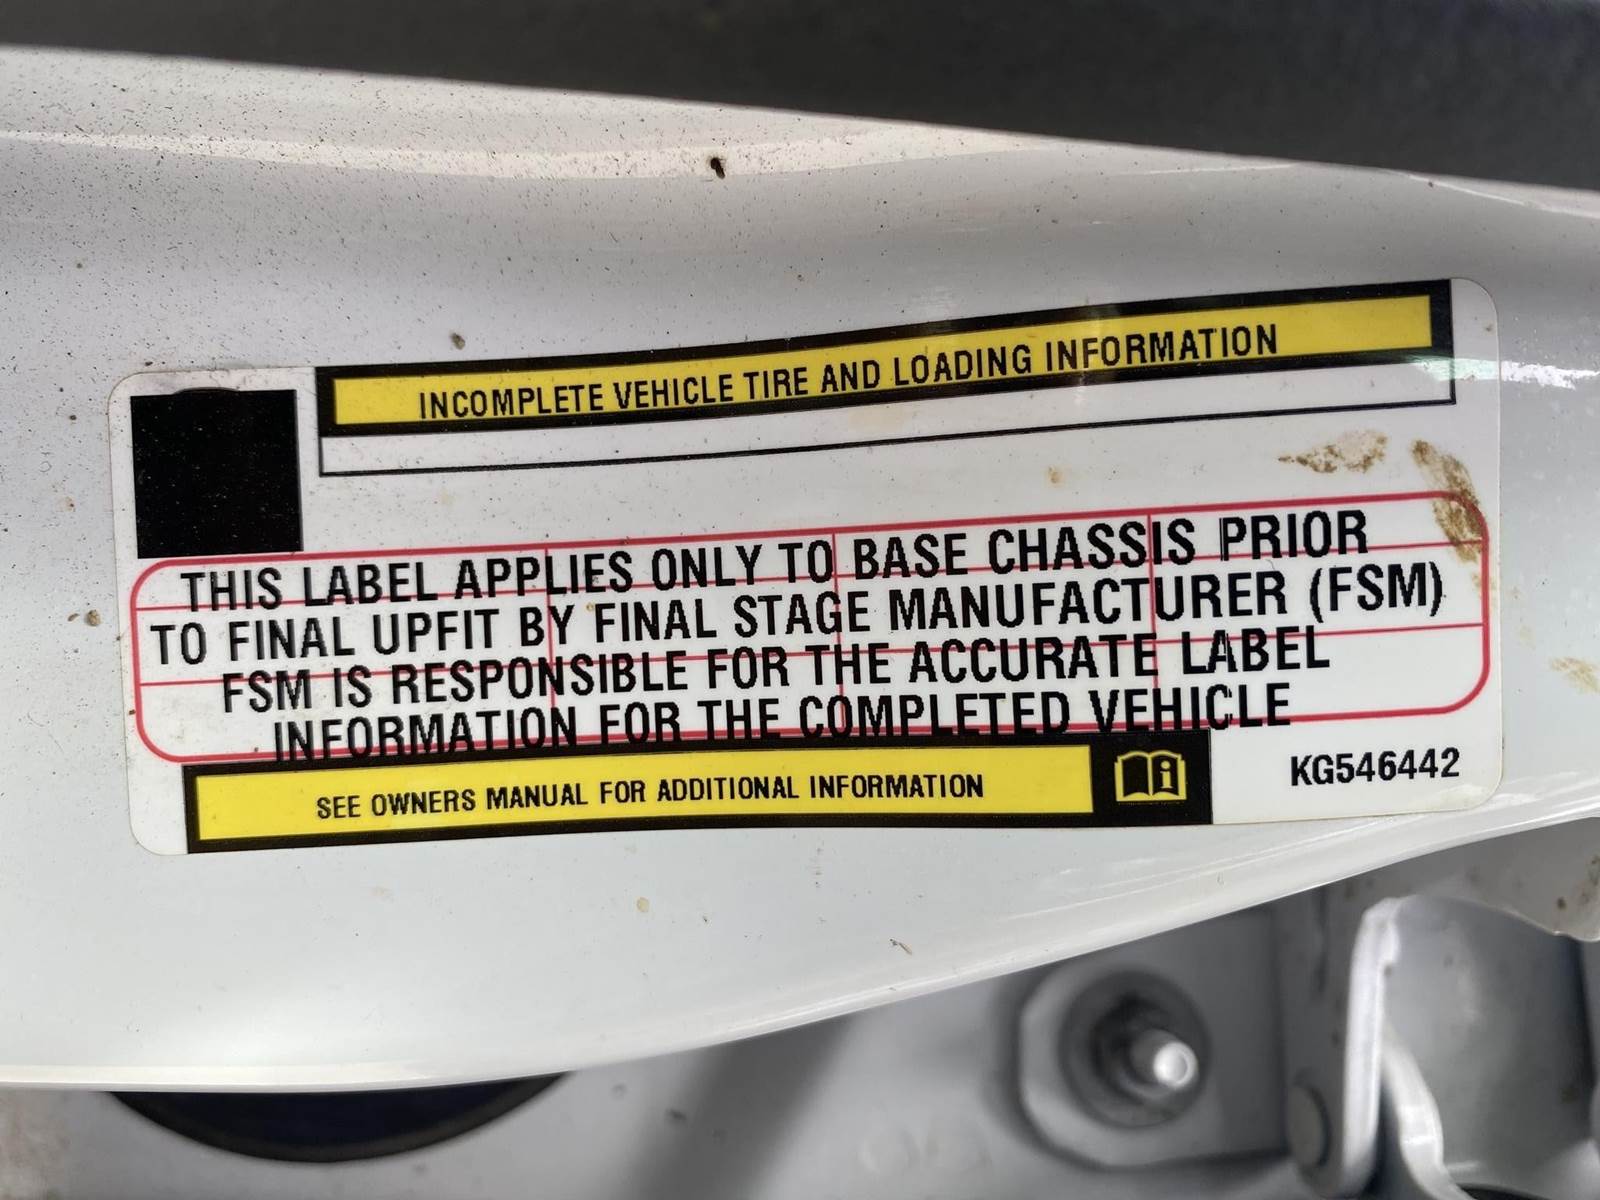 INCOMPLETE VEHICLE TIRE AND LOADING INFORMATION
THIS LABEL APPLIES ONLY TO BASE CHASSIS PRIOR
TO FINAL UPFIT BY FINAL STAGE MANUFACTURER (FSM)
FSM IS RESPONSIBLE FOR THE ACCURATE LABEL
INFORMATION FOR THE COMPLETED VEHICLE
SEE OWNERS MANUAL FOR ADDITIONAL INFORMATION
KG546442